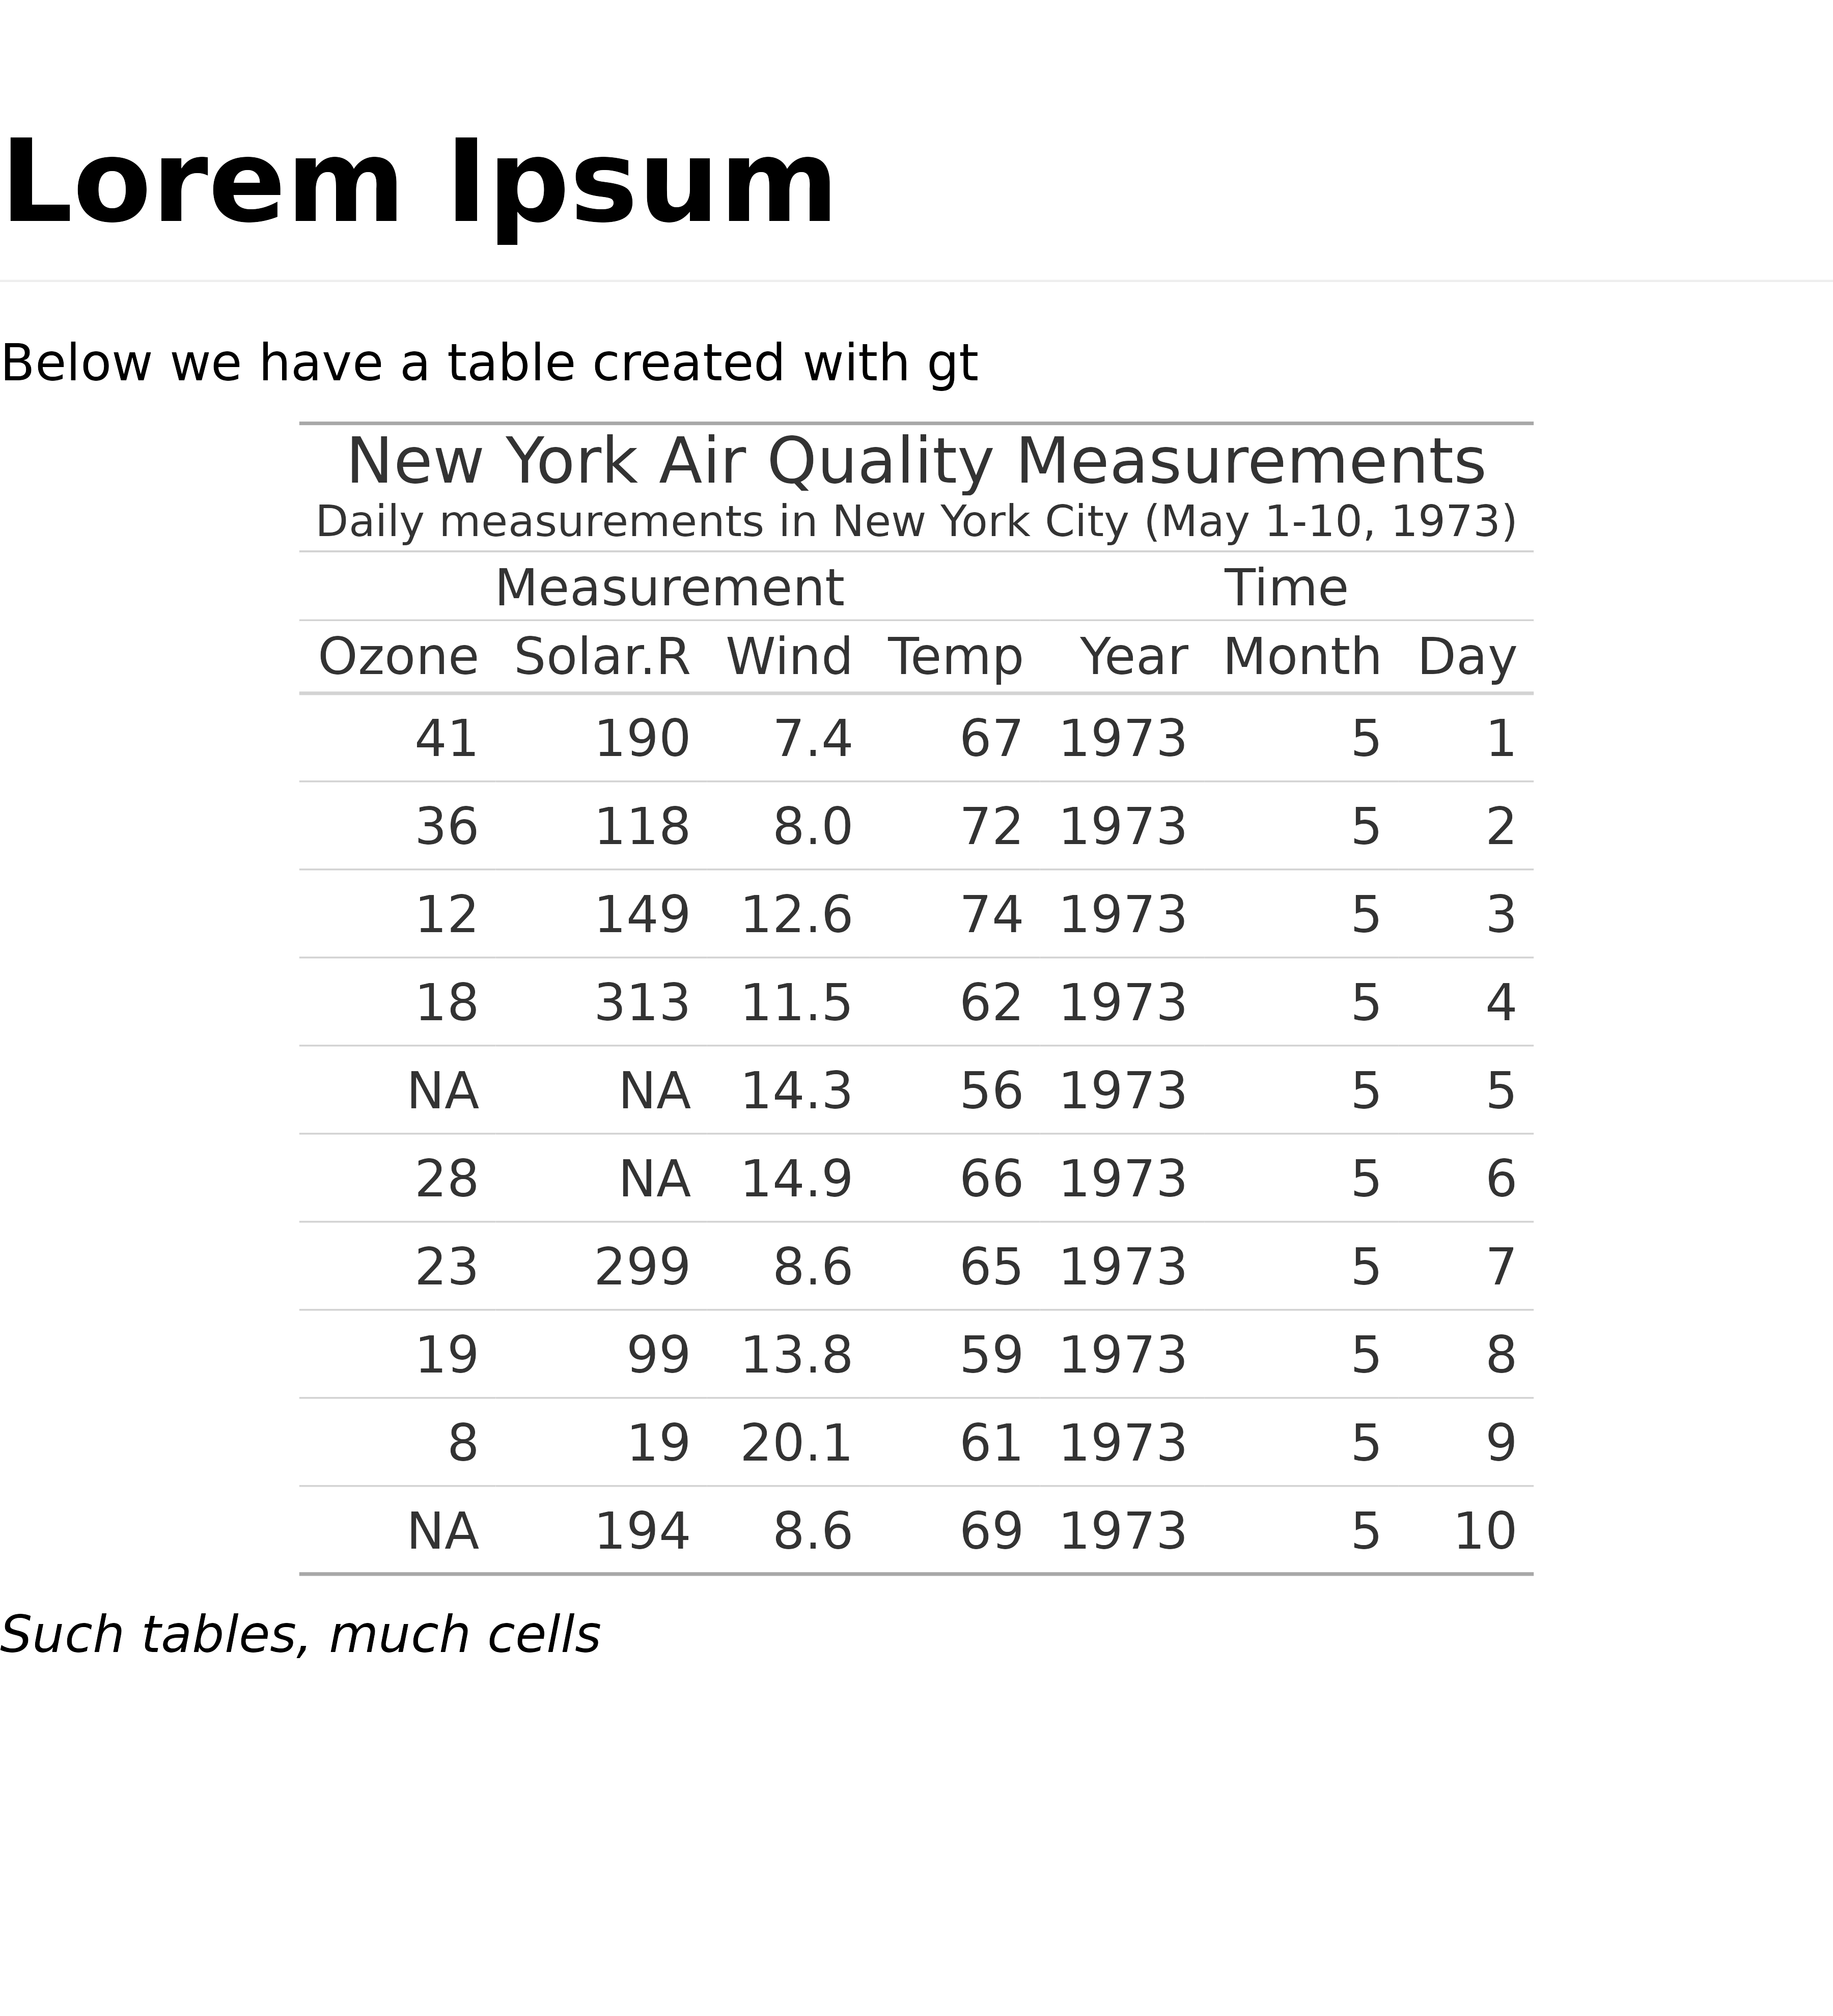 Lorem Ipsum
Below we have a table created with gt
New York Air Quality Measurements
Daily measurements in New York City (May 1-10, 1973)
Measurement Time
Ozone Solar.R Wind Temp Year Month Day
41 190 7.4 67 1973 5 1
36 118 8.0 72 1973 5 2
12 149 12.6 74 1973 5 3
18 313 11.5 62 1973 5 4
NA NA 14.3 56 1973 5 5
28 NA 14.9 66 1973 5 6
23 299 8.6 65 1973 5 7
19 99 13.8 59 1973 5 8
8 19 20.1 61 1973 5 9
NA 194 8.6 69 1973 5 10
Such tables, much cells